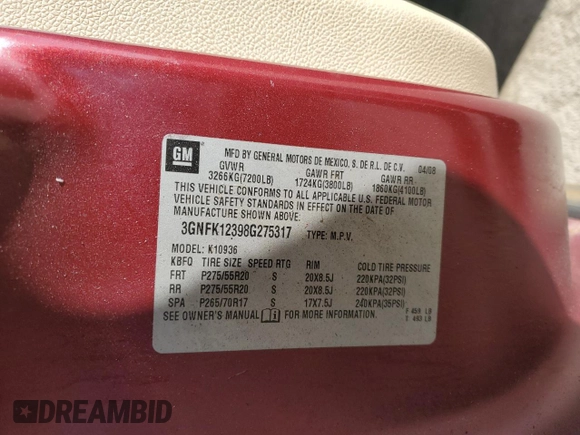 GM
MFD BY GENERAL MOTORS DE MEXICO, S. DE R.L. DE C.V. 04/08
GVWR GAWR FRT GAWR RR
3266KG(7200LB) 1724KG(3800LB) 1860KG(4100LB)
THIS VEHICLE CONFORMS TO ALL APPLICABLE U.S. FEDERAL MOTOR
VEHICLE SAFETY STANDARDS IN EFFECT ON THE DATE OF
MANUFACTURE SHOWN ABOVE.
3GNFK12398G275317 TYPE: M.P.V.
MODEL: K10936
KBFQ TIRE SIZE SPEED RTG RIM COLD TIRE PRESSURE
FRT P275/55R20 S 20X8.5J 220KPA(32PSI)
RR P275/55R20 S 20X8.5J 220KPA(32PSI)
SPA P265/70R17 S 17X7.5J 240KPA(35PSI)
SEE OWNER'S MANUAL FOR MORE INFORMATION.
F 458 LB
T 493 LB
DREAMBID